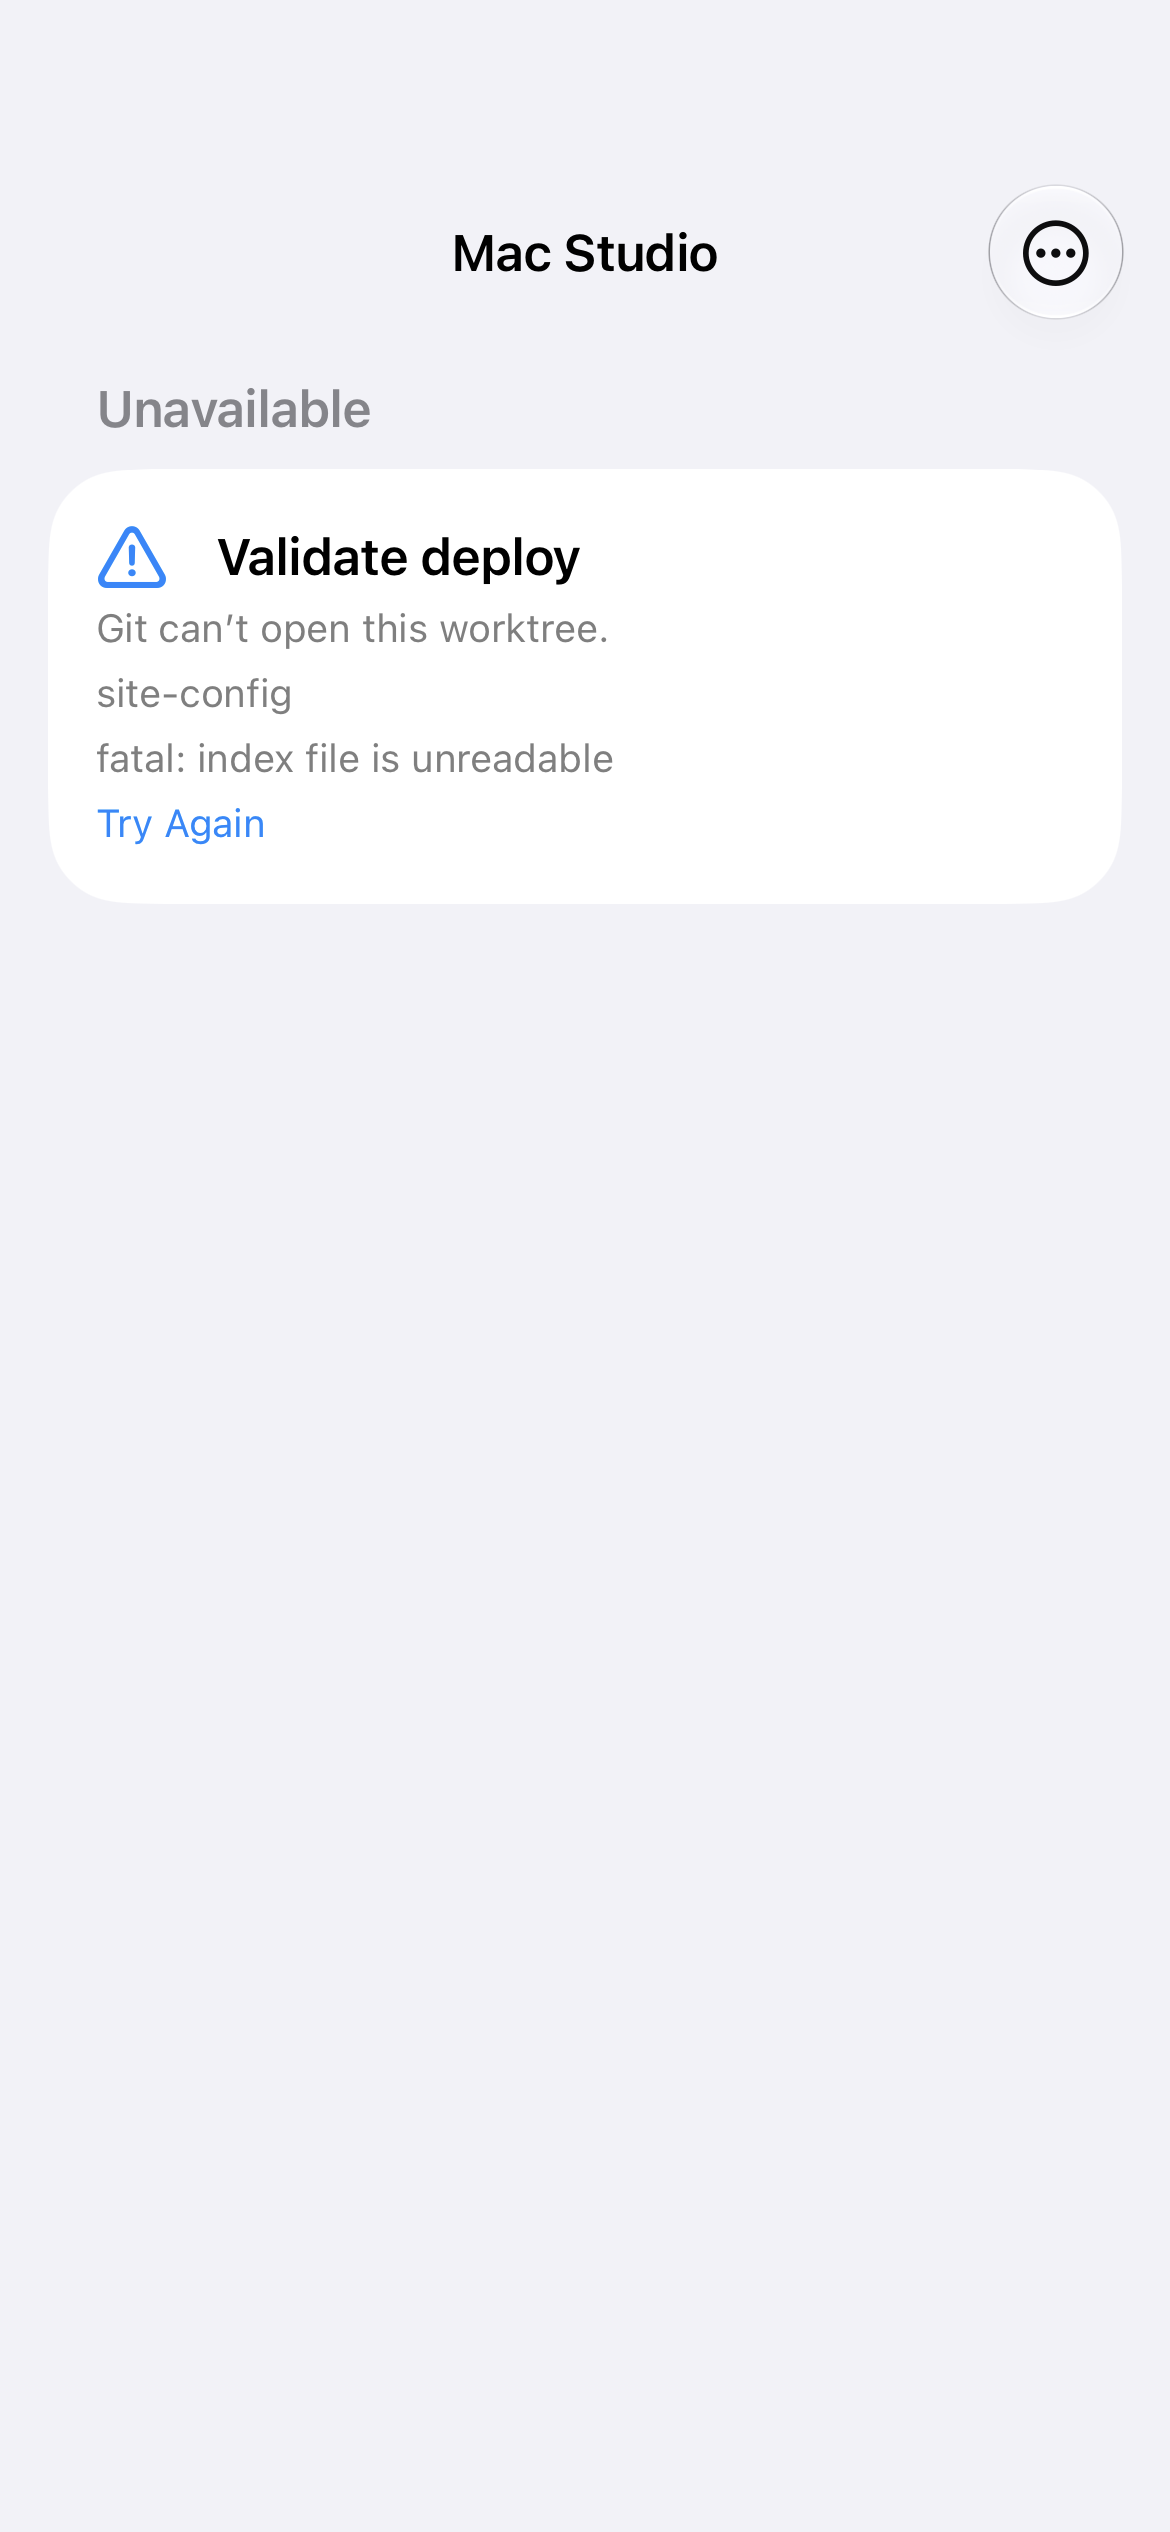 Mac Studio
Unavailable
Validate deploy
Git can’t open this worktree.
site-config
fatal: index file is unreadable
Try Again